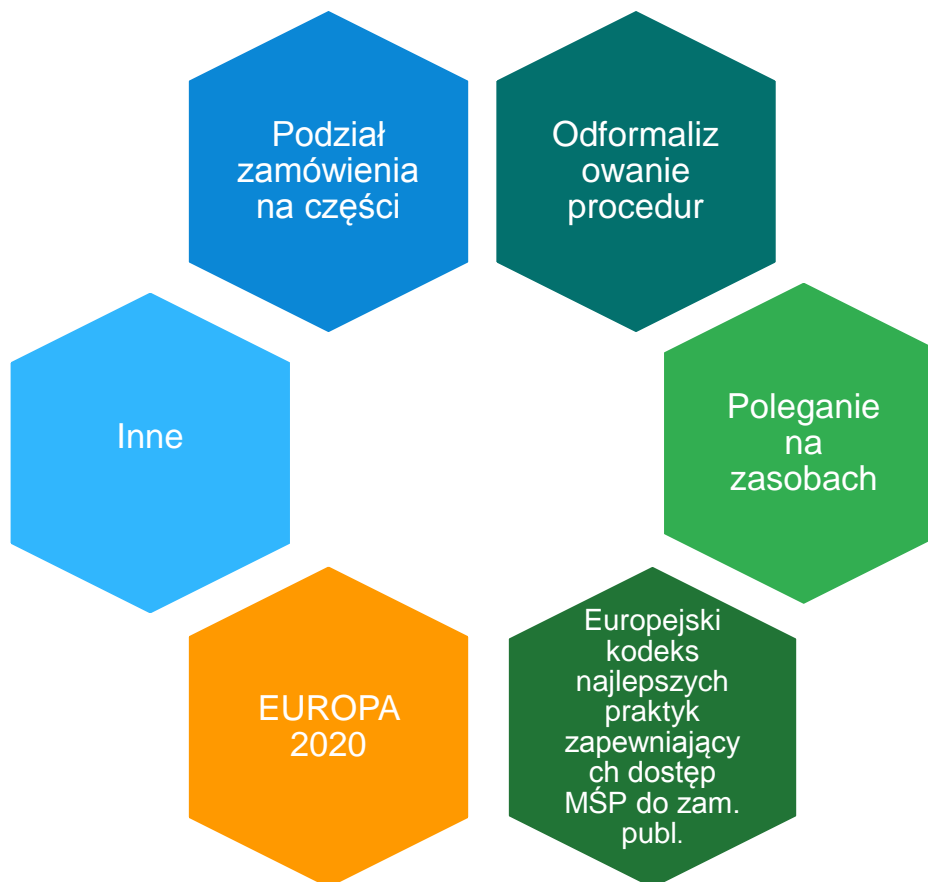 Podział
zamówienia
na części
Odformaliz
owanie
procedur
Poleganie
na
zasobach
Europejski
kodeks
najlepszych
praktyk
zapewniający
ch dostęp
MŚP do zam.
publ.
EUROPA
2020
Inne